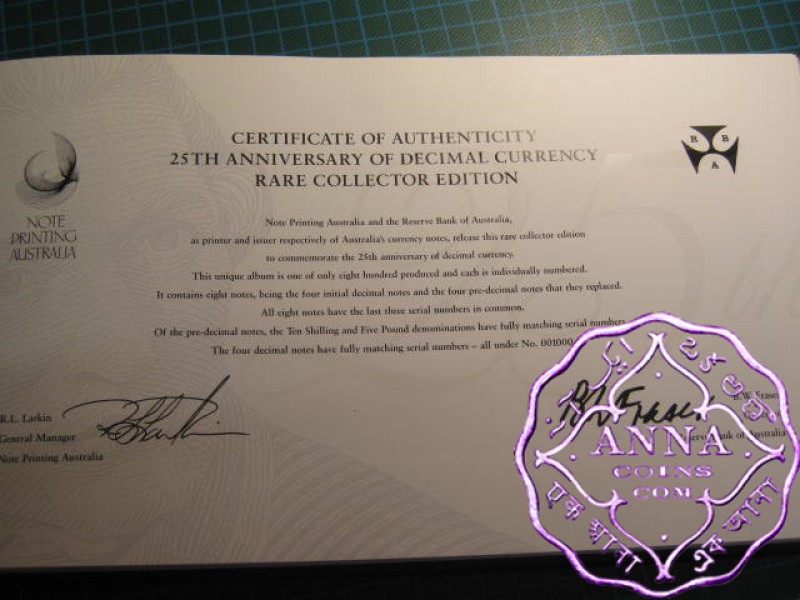 CERTIFICATE OF AUTHENTICITY
25TH ANNIVERSARY OF DECIMAL CURRENCY
RARE COLLECTOR EDITION
R B
A
NOTE
PRINTING
AUSTRALIA
Note Printing Australia and the Reserve Bank of Australia,
as printer and issuer respectively of Australia's currency notes, release this rare collector edition
to commemorate the 25th anniversary of decimal currency.
This unique album is one of only eight hundred produced and each is individually numbered.
It contains eight notes, being the four initial decimal notes and the four pre-decimal notes that they replaced.
All eight notes have the last three serial numbers in common.
Of the pre-decimal notes, the Ten Shilling and Five Pound denominations have fully matching serial numbers
The four decimal notes have fully matching serial numbers – all under No. 001000
R.L. Larkin
General Manager
Note Printing Australia
B.W. Fraser
Bank of Australia
ANNA
COINS
COM
एक आना